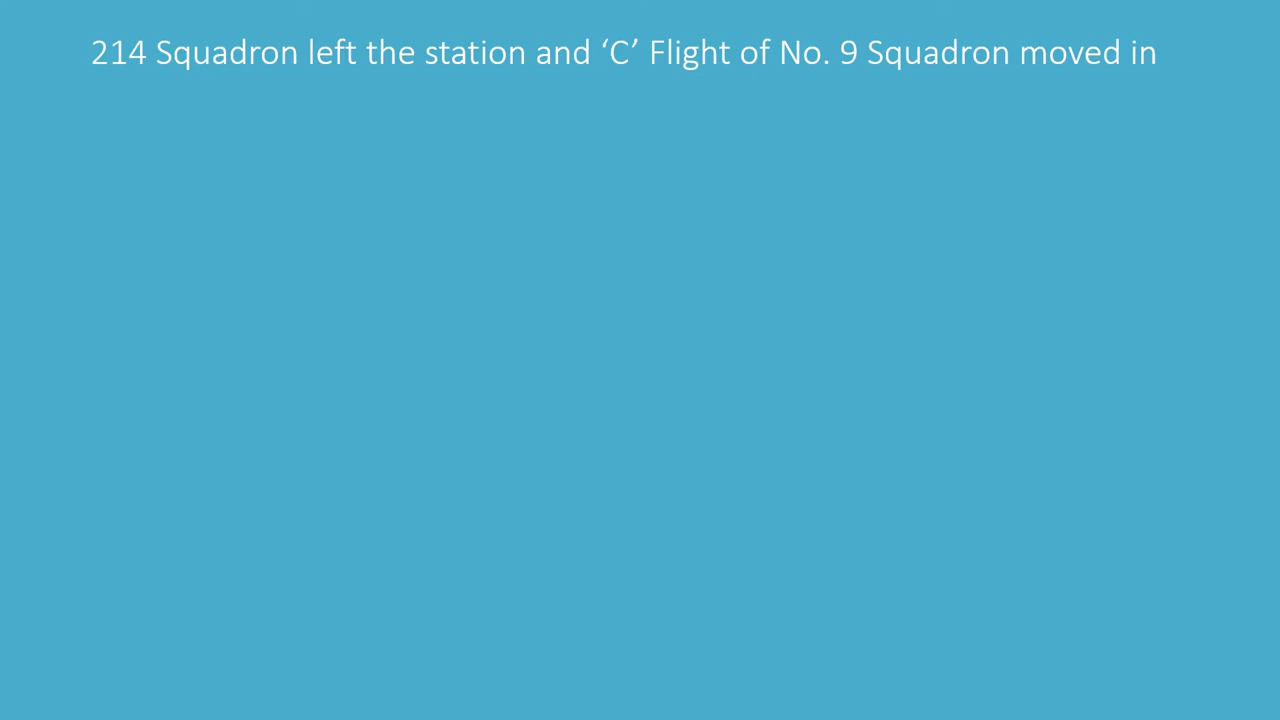 214 Squadron left the station and ‘C’ Flight of No. 9 Squadron moved in